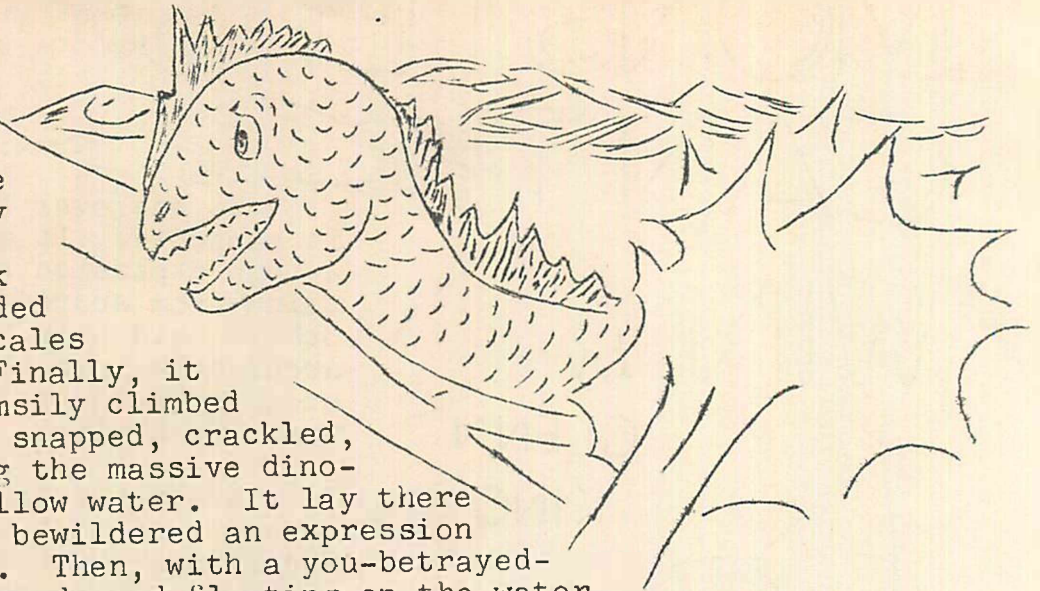 ded
cales
Finally, it
nsily climbed
snapped, crackled,
g the massive dino-
llow water. It lay there
bewildered an expression
. Then, with a you-betrayed-